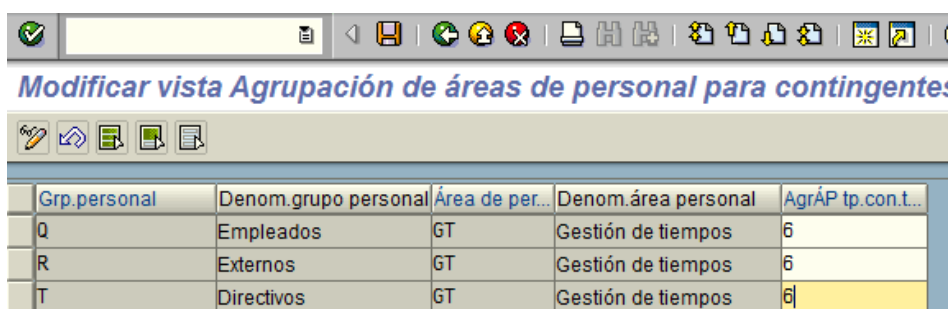 Modificar vista Agrupación de áreas de personal para contingentes
Grp.personal Denom.grupo personal Área de per... Denom.área personal AgrÁP tp.con.t...
Q Empleados GT Gestión de tiempos 6
R Externos GT Gestión de tiempos 6
T Directivos GT Gestión de tiempos 6